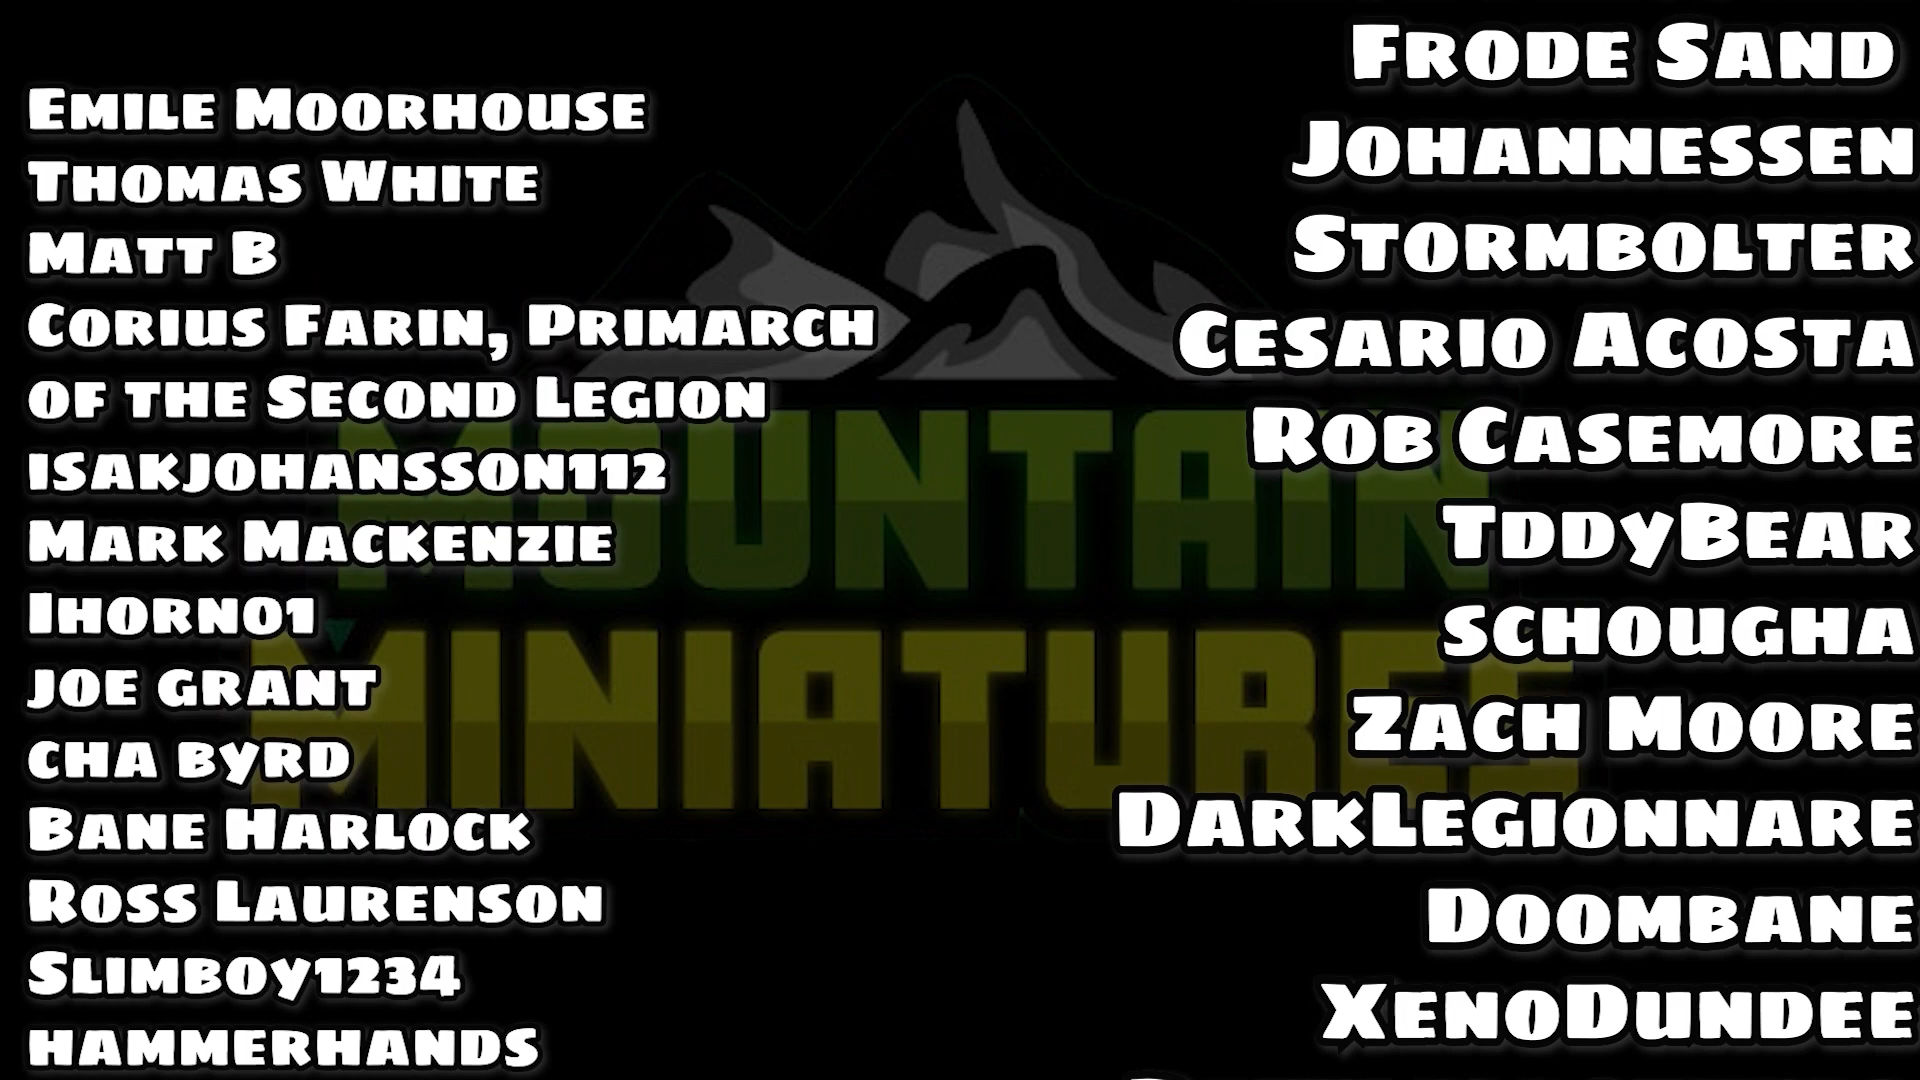 Emile Moorhouse
Thomas White
Matt B
Corius Farin, Primarch
of the Second Legion
isakjohansson112
Mark Mackenzie
Ihorn01
joe grant
cha byrd
Bane Harlock
Ross Laurenson
Slimboy1234
hammerhands
Frode Sand
Johannessen
Stormbolter
Cesario Acosta
Rob Casemore
TddyBear
schougha
Zach Moore
DarkLegionnare
Doombane
XenoDundee
MOUNTAIN
MINIATURES